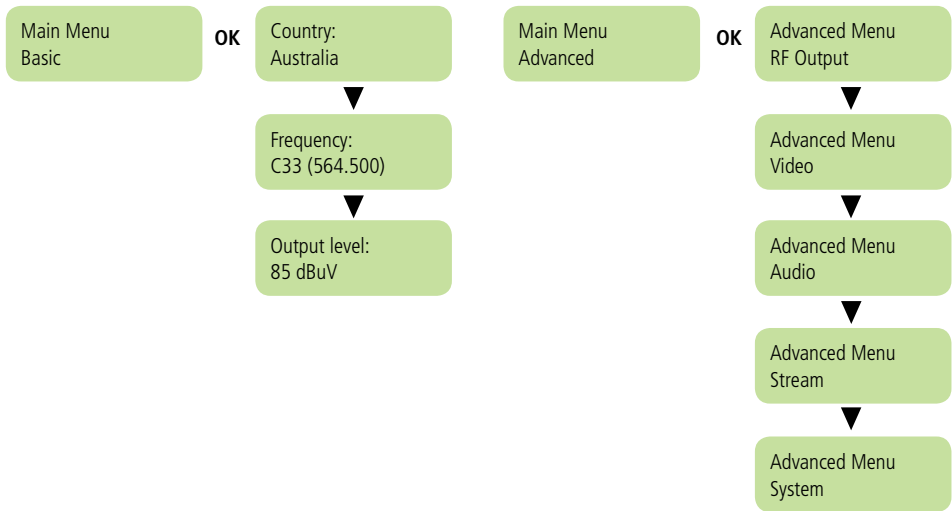 Main Menu
Basic
OK
Country:
Australia
Frequency:
C33 (564.500)
Output level:
85 dBuV
Main Menu
Advanced
OK
Advanced Menu
RF Output
Advanced Menu
Video
Advanced Menu
Audio
Advanced Menu
Stream
Advanced Menu
System